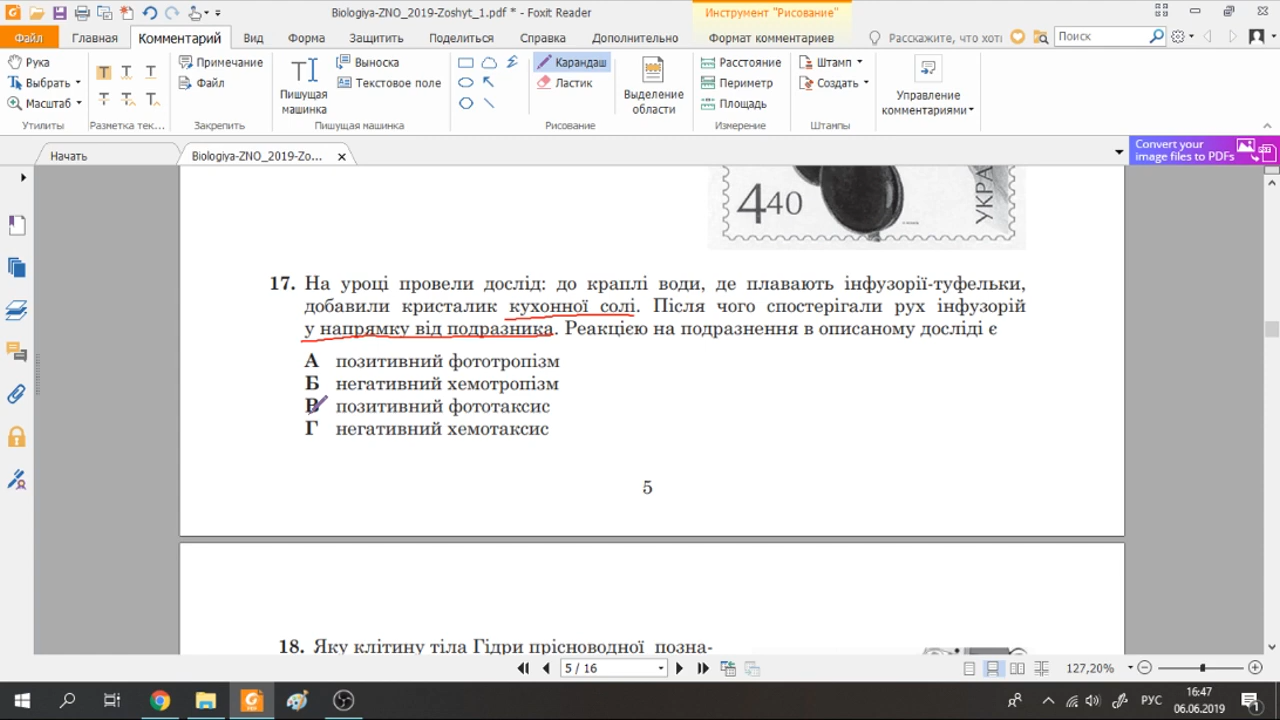 Biologiya-ZNO_2019-Zoshyt_1.pdf * - Foxit Reader
Инструмент "Рисование"
Файл
Главная
Комментарий
Вид
Форма
Защитить
Поделиться
Справка
Дополнительно
Формат комментариев
Расскажите, что хоті
Поиск
Рука
Выбрать
Масштаб
Утилиты
Разметка тек...
Примечание
Файл
Закрепить
Пишущая
машинка
Выноска
Текстовое поле
Пишущая машинка
Карандаш
Ластик
Рисование
Выделение
области
Расстояние
Периметр
Площадь
Измерение
Штамп
Создать
Штампы
Управление
комментариями
Начать
Biologiya-ZNO_2019-Zo...
Convert your
image files to PDFs
440
УКРА
17. На уроці провели дослід: до краплі води, де плавають інфузорії-туфельки,
добавили кристалик кухонної солі. Після чого спостерігали рух інфузорій
у напрямку від подразника. Реакцією на подразнення в описаному досліді є
А позитивний фототропізм
Б негативний хемотропізм
В позитивний фототаксис
Г негативний хемотаксис
5
18. Яку клітину тіла Гідри прісноводної позна-
5 / 16
127,20%
РУС
16:47
06.06.2019
1